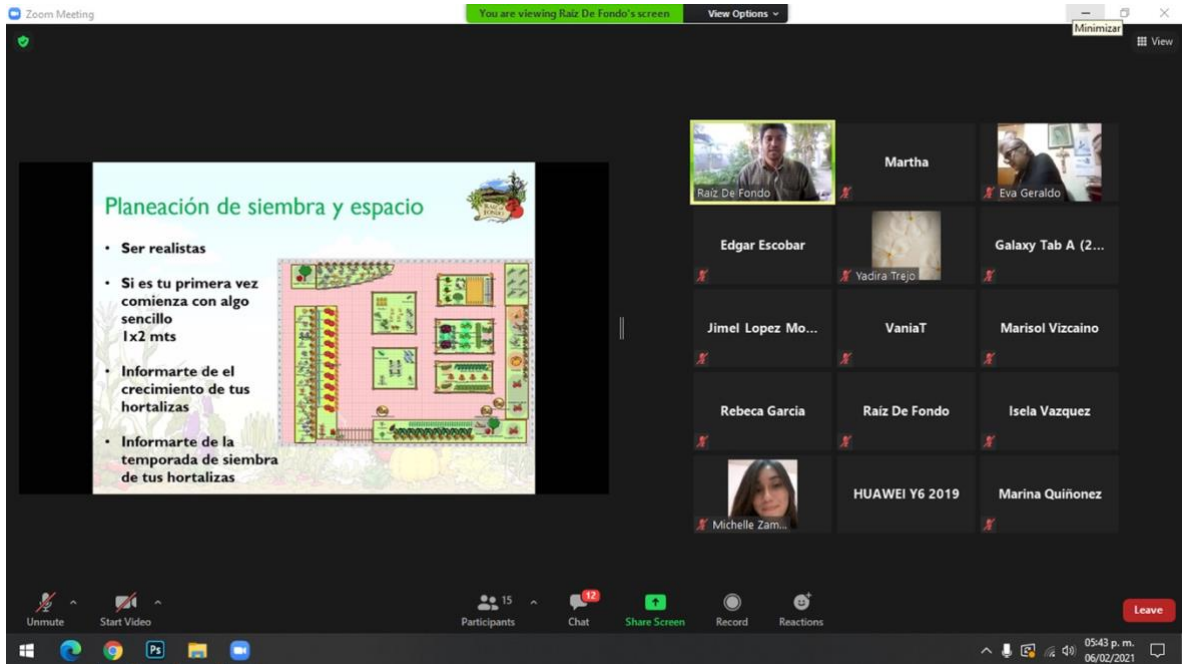 Zoom Meeting
You are viewing Raíz De Fondo's screen
View Options
Minimizar
View
Planeación de siembra y espacio
RAÍZ DE FONDO
• Ser realistas
• Si es tu primera vez
comienza con algo
sencillo
1x2 mts
• Informarte de el
crecimiento de tus
hortalizas
• Informarte de la
temporada de siembra
de tus hortalizas
Raíz De Fondo
Martha
Eva Geraldo
Edgar Escobar
Yadira Trejo
Galaxy Tab A (2...
Jimel Lopez Mo...
VaniaT
Marisol Vizcaino
Rebeca Garcia
Raíz De Fondo
Isela Vazquez
Michelle Zam...
HUAWEI Y6 2019
Marina Quiñonez
Unmute
Start Video
15
Participants
12
Chat
Share Screen
Record
Reactions
Leave
Ps
05:43 p. m.
06/02/2021